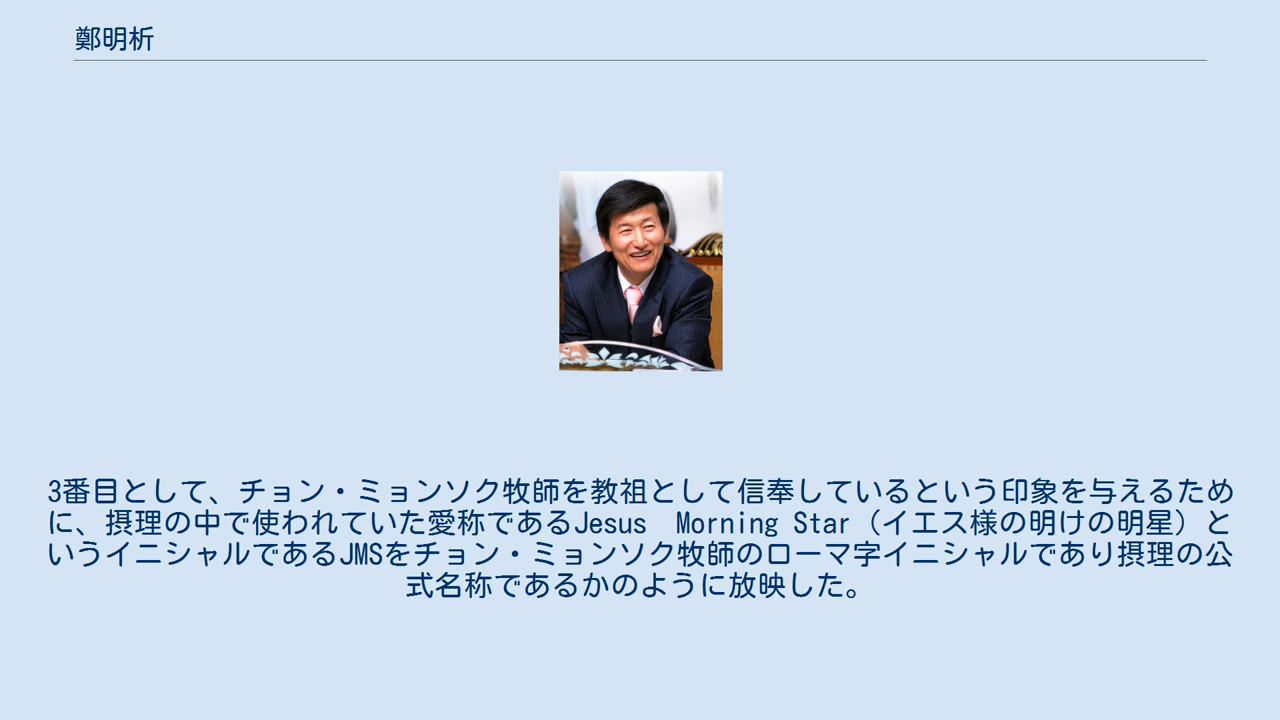 鄭明析
3番目として、チョン・ミョンソク牧師を教祖として信奉しているという印象を与えるため
に、摂理の中で使われていた愛称であるJesus　Morning Star（イエス様の明けの明星）と
いうイニシャルであるJMSをチョン・ミョンソク牧師のローマ字イニシャルであり摂理の公
式名称であるかのように放映した。